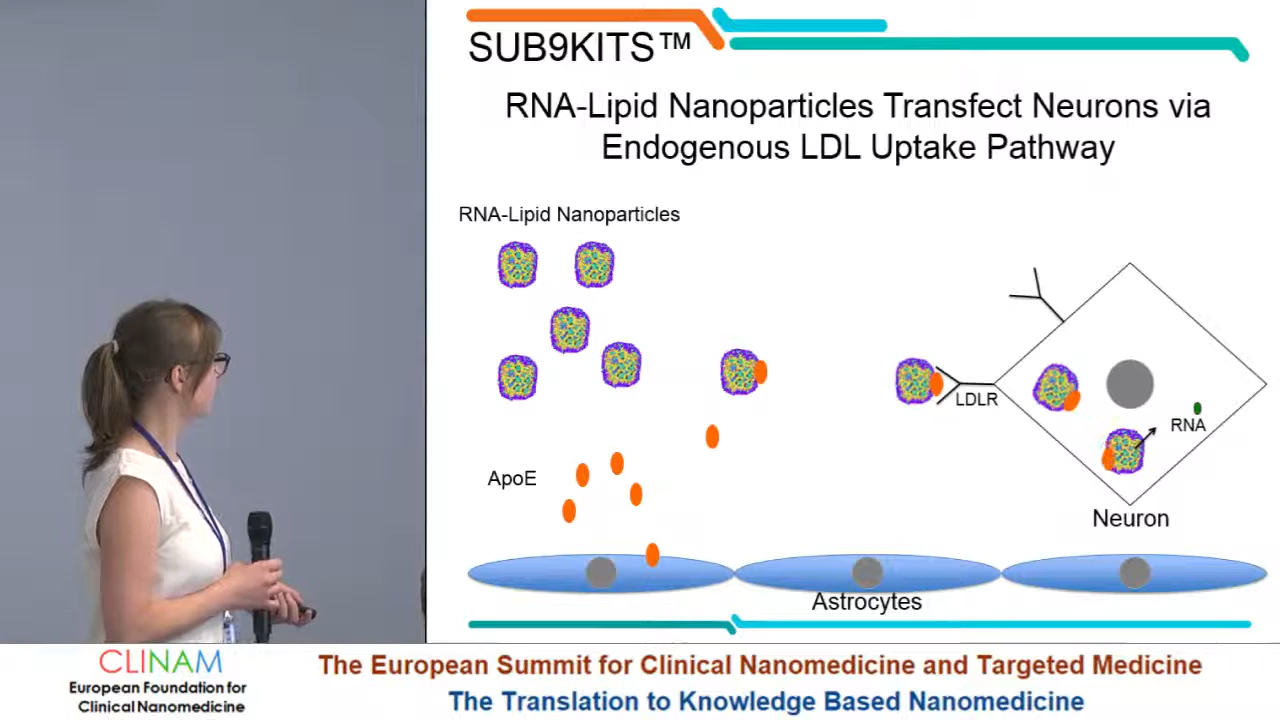 SUB9KITS™
RNA-Lipid Nanoparticles Transfect Neurons via
Endogenous LDL Uptake Pathway
RNA-Lipid Nanoparticles
LDLR
RNA
ApoE
Neuron
Astrocytes
CLINAM
European Foundation for
Clinical Nanomedicine
The European Summit for Clinical Nanomedicine and Targeted Medicine
The Translation to Knowledge Based Nanomedicine